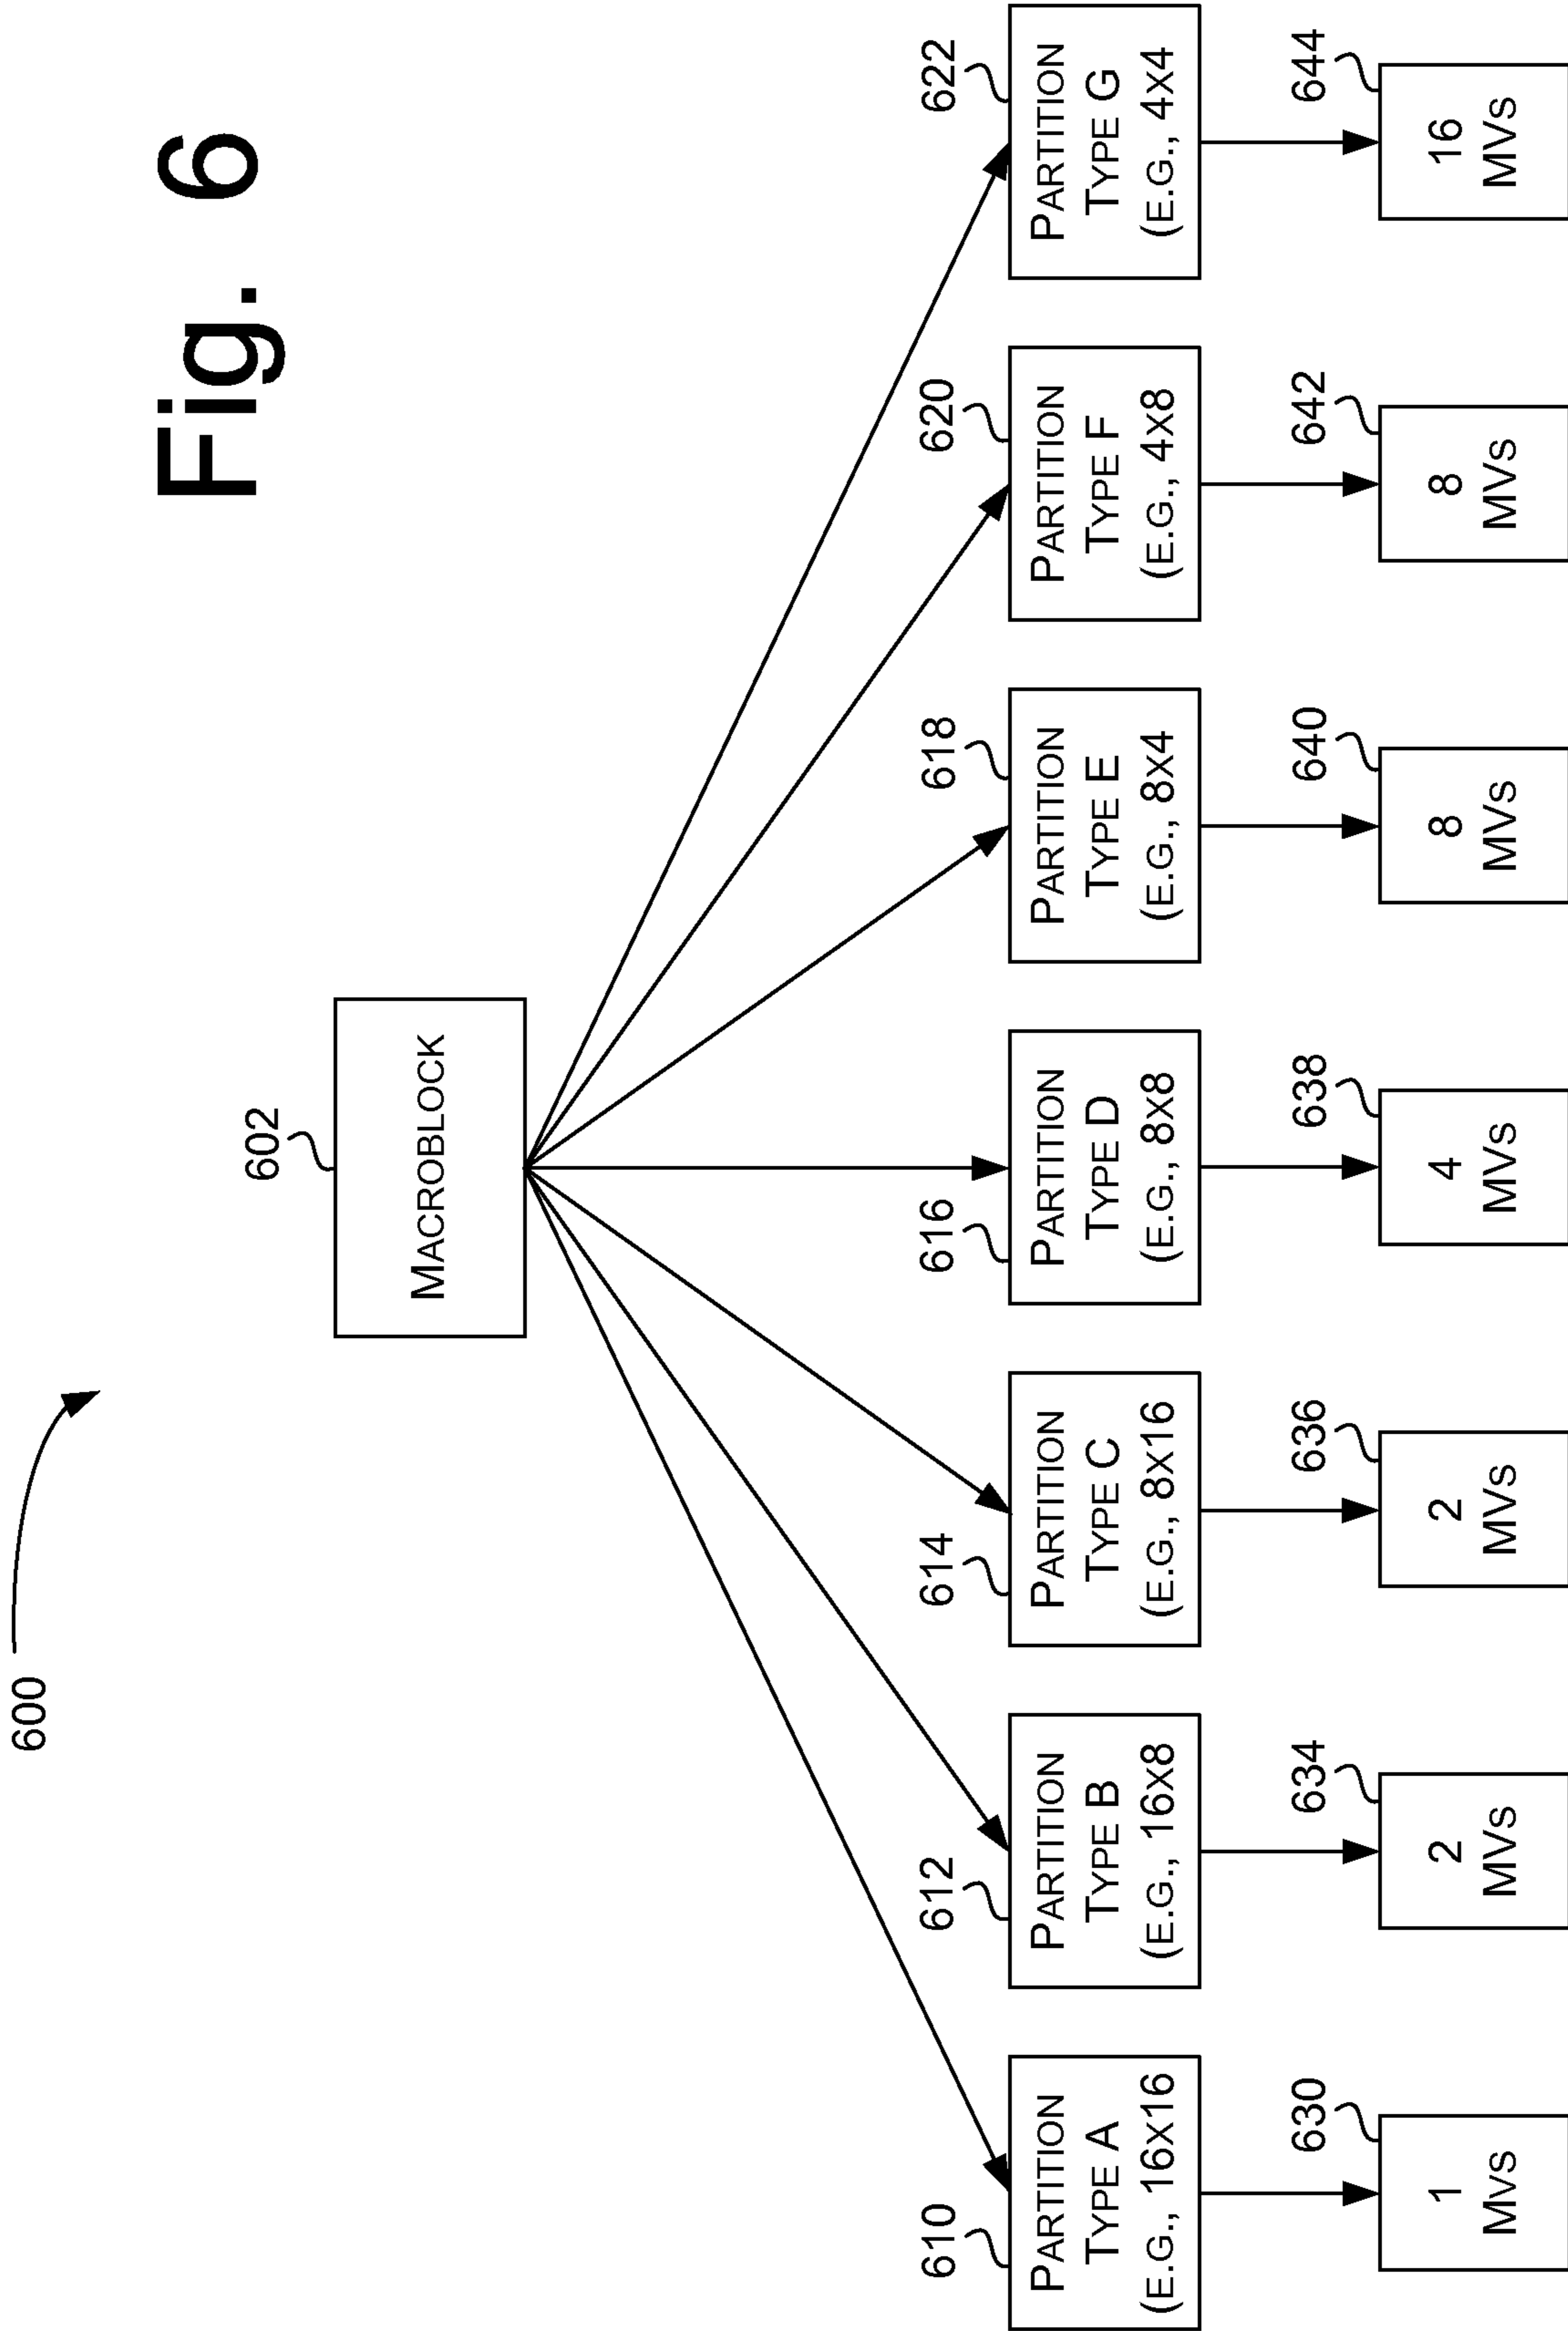 Fig. 6
600
602
MACROBLOCK
610
PARTITION
TYPE A
(E.G., 16X16
612
PARTITION
TYPE B
(E.G., 16X8
614
PARTITION
TYPE C
(E.G., 8X16
616
PARTITION
TYPE D
(E.G., 8X8
618
PARTITION
TYPE E
(E.G., 8X4
620
PARTITION
TYPE F
(E.G., 4X8
622
PARTITION
TYPE G
(E.G., 4X4
630
1
MVS
634
2
MVS
636
2
MVS
638
4
MVS
640
8
MVS
642
8
MVS
644
16
MVS